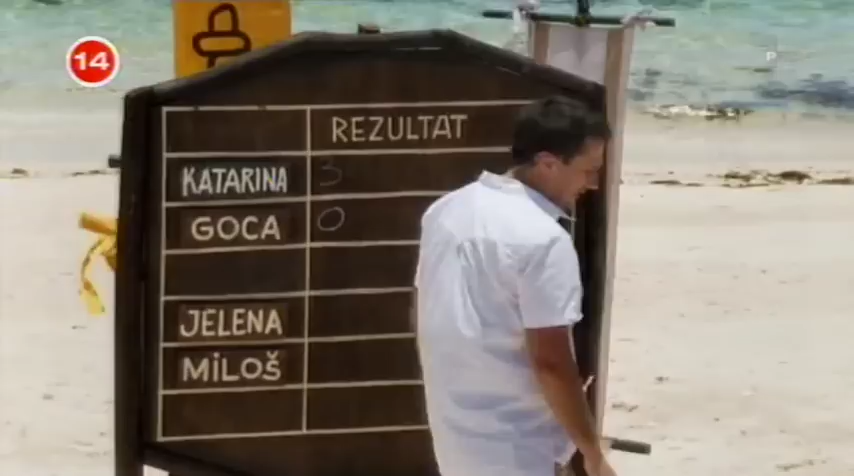 14
P
REZULTAT
KATARINA 3
GOCA 0
JELENA
MiLOŠ